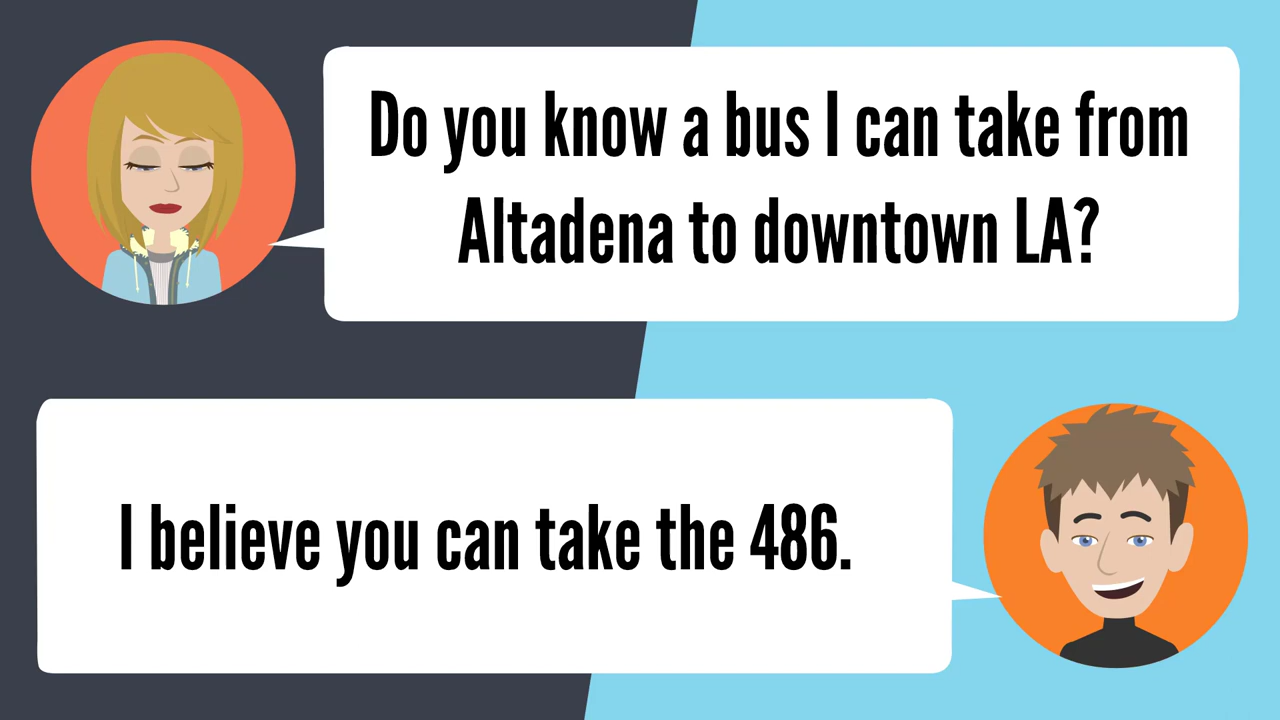 Do you know a bus I can take from
Altadena to downtown LA?
I believe you can take the 486.